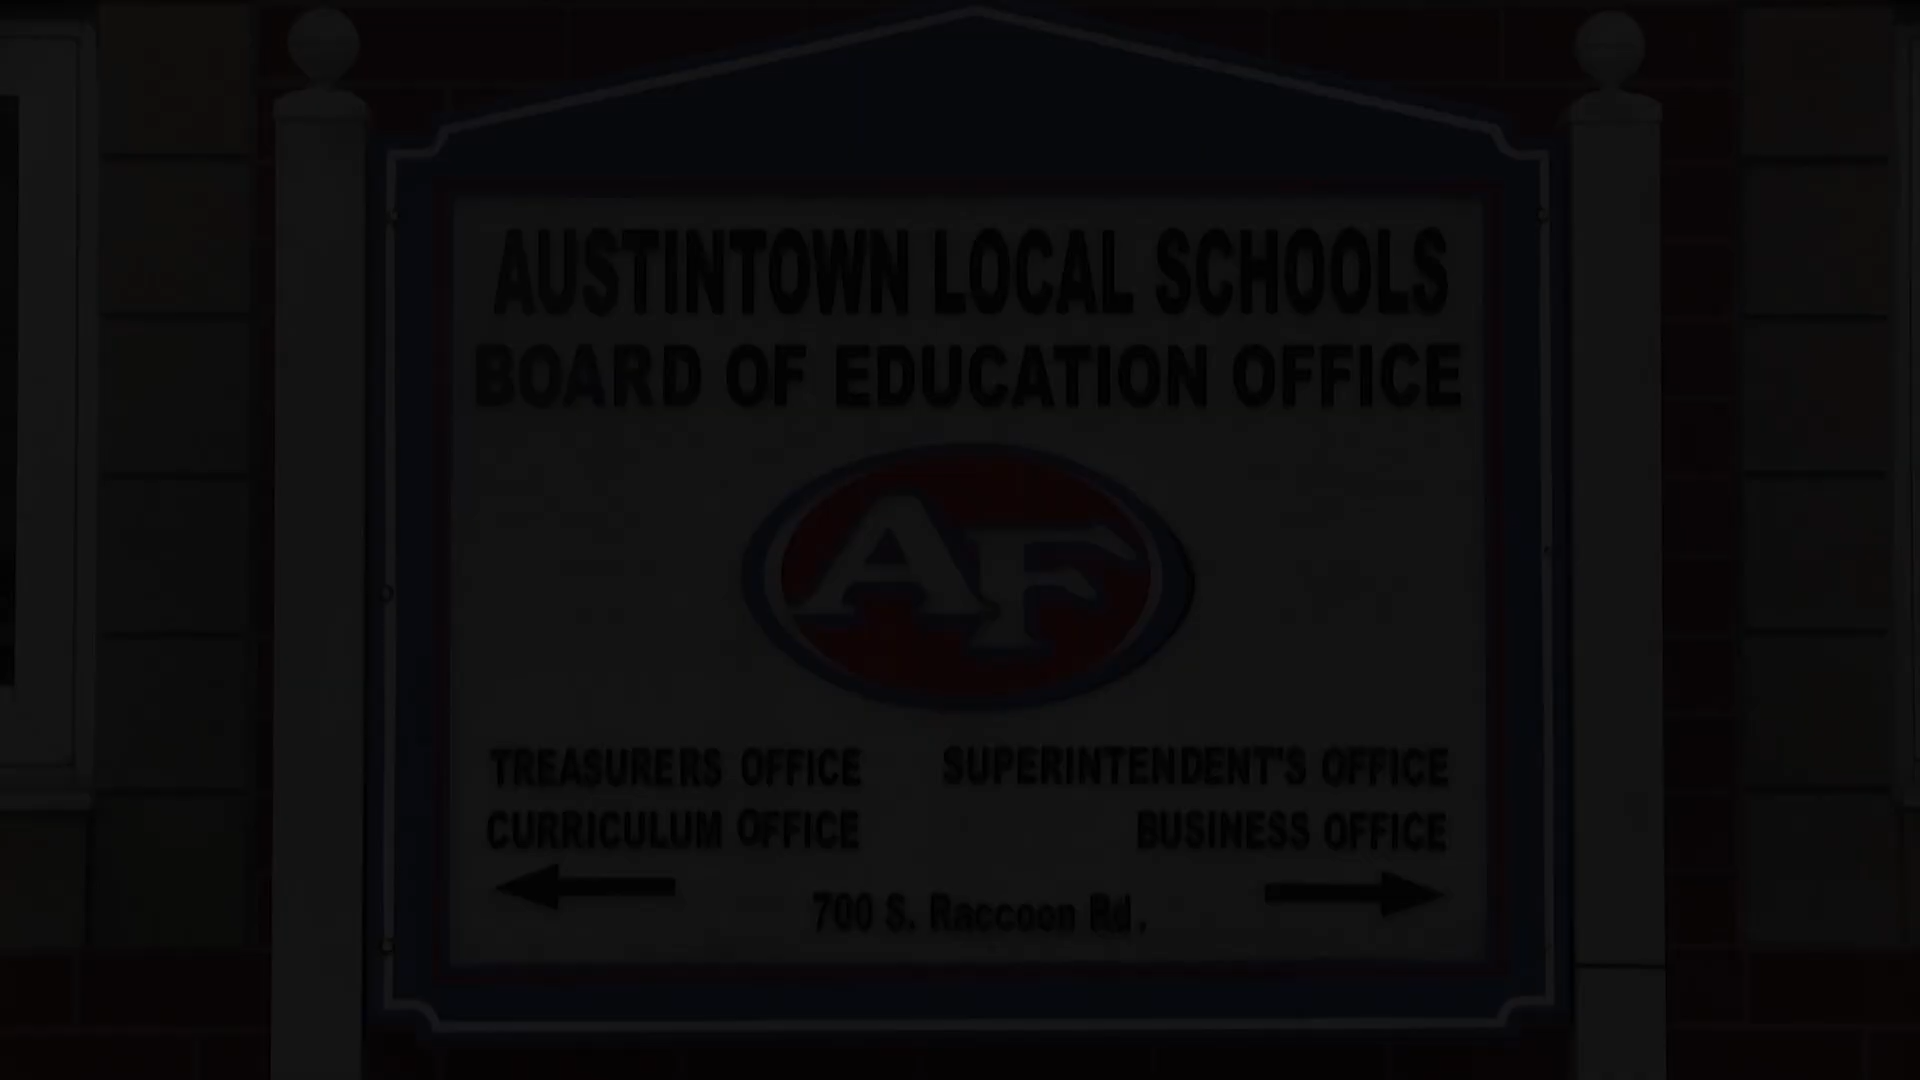 AUSTINTOWN LOCAL SCHOOLS
BOARD OF EDUCATION OFFICE
AF
TREASURERS OFFICE SUPERINTENDENT'S OFFICE
CURRICULUM OFFICE BUSINESS OFFICE
700 S. Raccoon Rd.